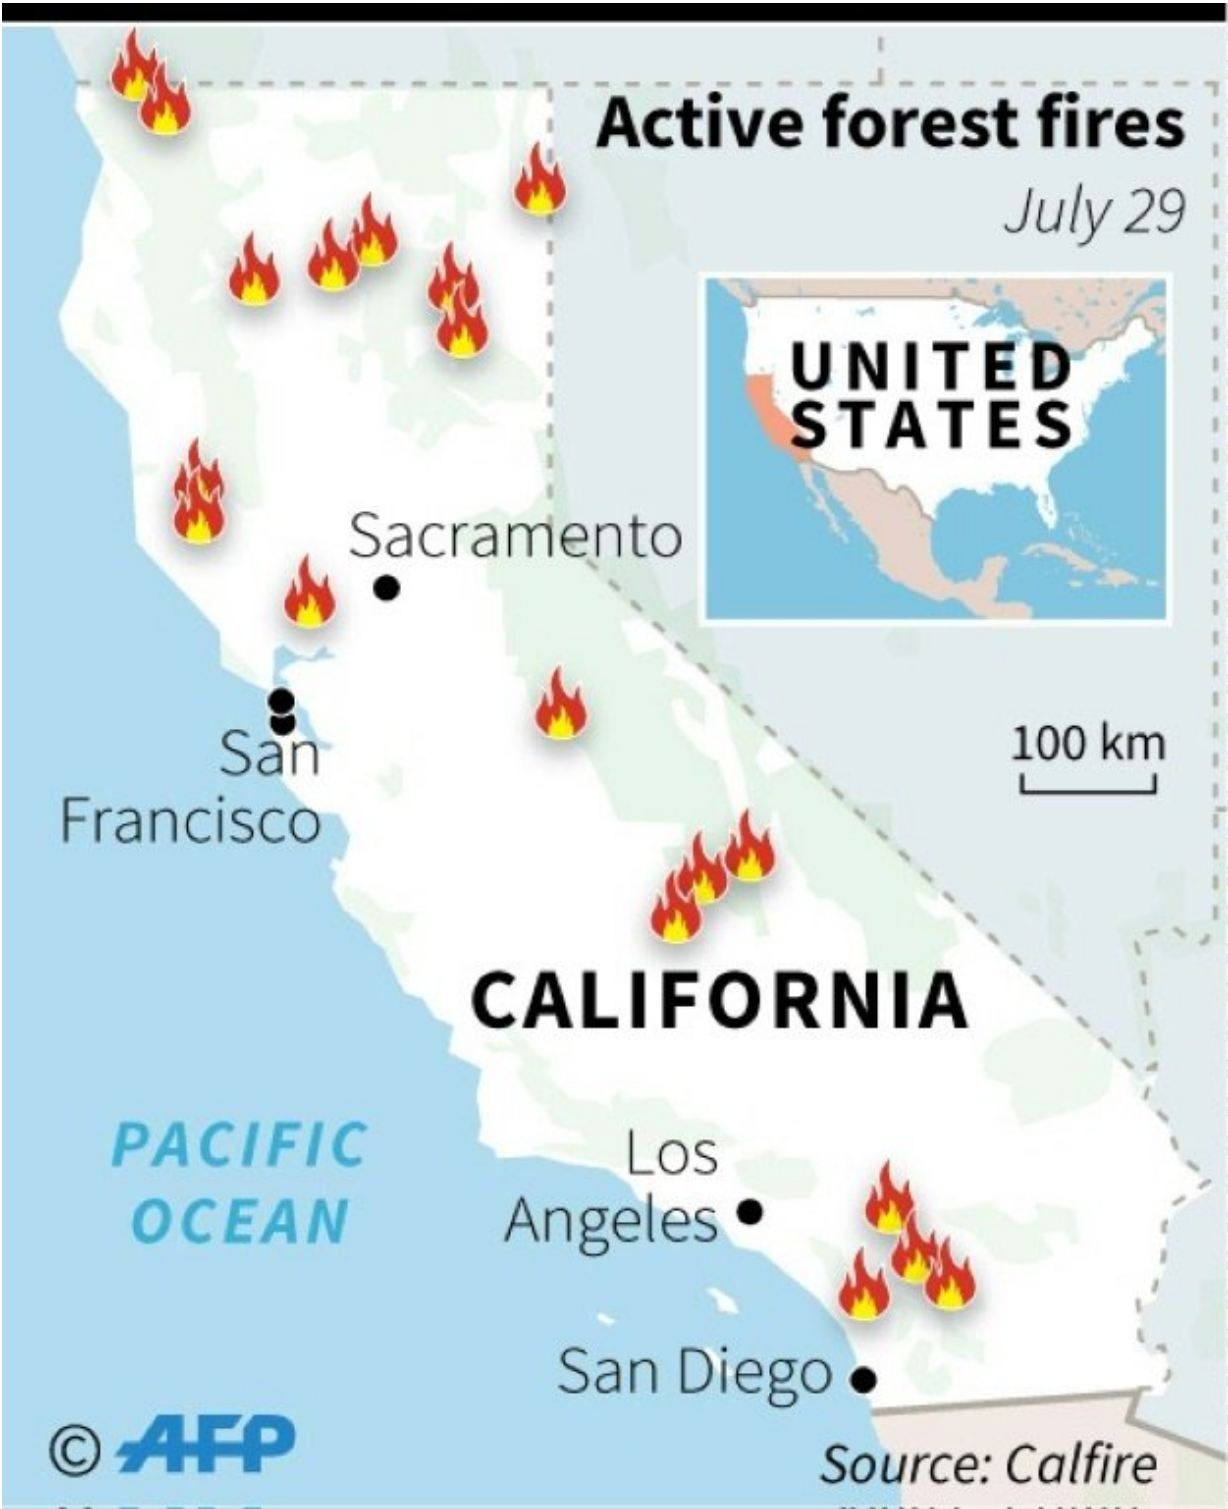 Active forest fires
July 29
UNITED
STATES
Sacramento
San
Francisco
100 km
CALIFORNIA
PACIFIC
OCEAN
Los
Angeles
San Diego
© AFP
Source: Calfire